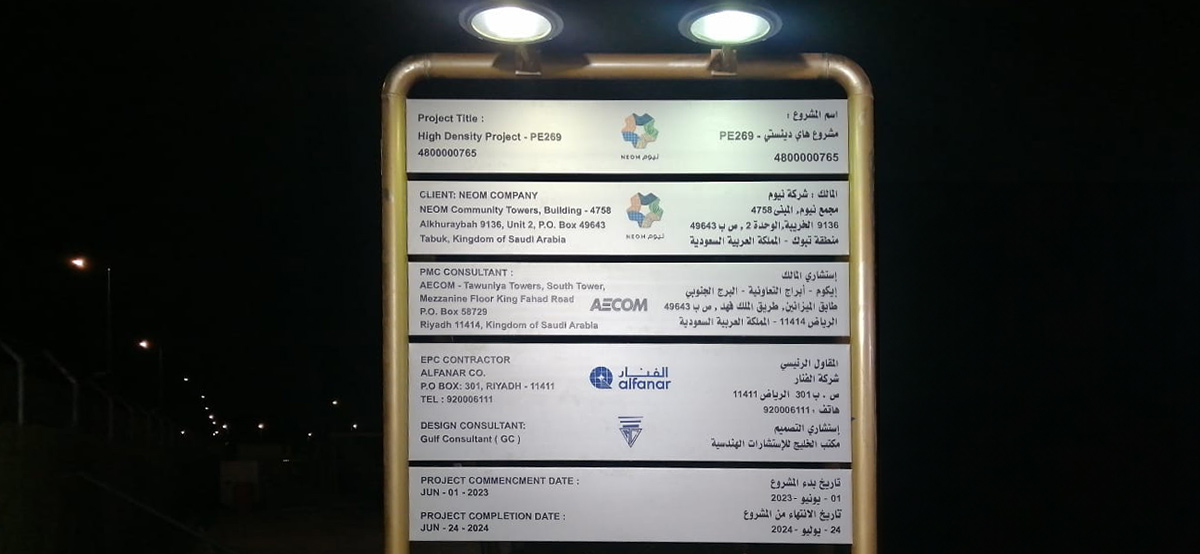 Project Title :
High Density Project - PE269
4800000765
NEOM نيوم
اسم المشروع :
مشروع هاي دينستي - PE269
4800000765
CLIENT: NEOM COMPANY
NEOM Community Towers, Building - 4758
Alkhuraybah 9136, Unit 2, P.O. Box 49643
Tabuk, Kingdom of Saudi Arabia
NEOM نيوم
المالك : شركة نيوم
مجمع نيوم, المبنى 4758
9136 الخريبة,الوحدة 2 , ص ب 49643
منطقة تبوك - المملكة العربية السعودية
PMC CONSULTANT :
AECOM - Tawuniya Towers, South Tower,
Mezzanine Floor King Fahad Road
P.O. Box 58729
Riyadh 11414, Kingdom of Saudi Arabia
AECOM
إستشاري المالك
إيكوم - أبراج التعاونية - البرج الجنوبي
طابق الميزانين, طريق الملك فهد , ص ب 49643
الرياض 11414 - المملكة العربية السعودية
EPC CONTRACTOR
ALFANAR CO.
P.O BOX: 301, RIYADH - 11411
TEL : 920006111
الفنار
alfanar
المقاول الرئيسي
شركة الفنار
ص . ب 301 الرياض 11411
هاتف : 920006111
DESIGN CONSULTANT:
Gulf Consultant ( GC )
إستشاري التصميم
مكتب الخليج للإستشارات الهندسية
PROJECT COMMENCMENT DATE :
JUN - 01 - 2023
PROJECT COMPLETION DATE :
JUN - 24 - 2024
تاريخ بدء المشروع
01 - يونيو - 2023
تاريخ الانتهاء من المشروع
24 - يوليو - 2024